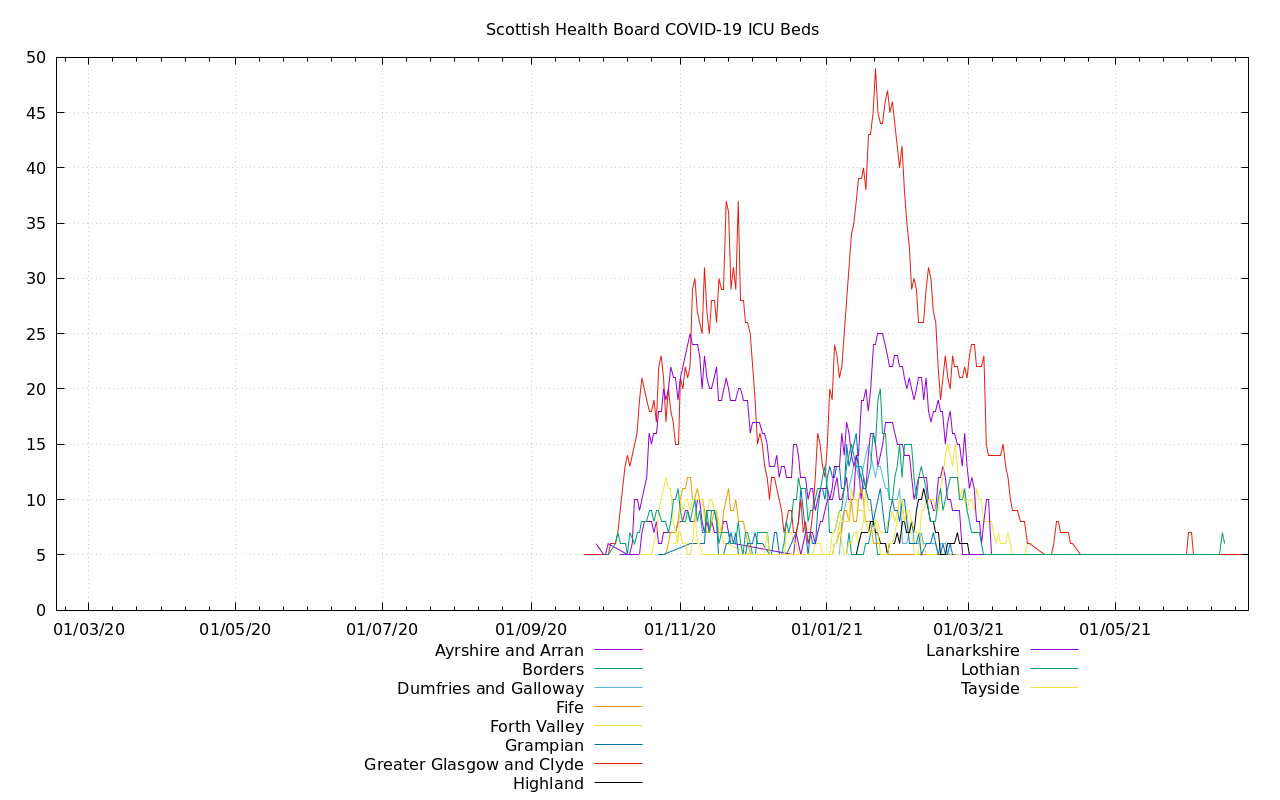 Scottish Health Board COVID-19 ICU Beds
50
45
40
35
30
25
20
15
10
5
0
01/03/20 01/05/20 01/07/20 01/09/20 01/11/20 01/01/21 01/03/21 01/05/21
Ayrshire and Arran
Borders
Dumfries and Galloway
Fife
Forth Valley
Grampian
Greater Glasgow and Clyde
Highland
Lanarkshire
Lothian
Tayside